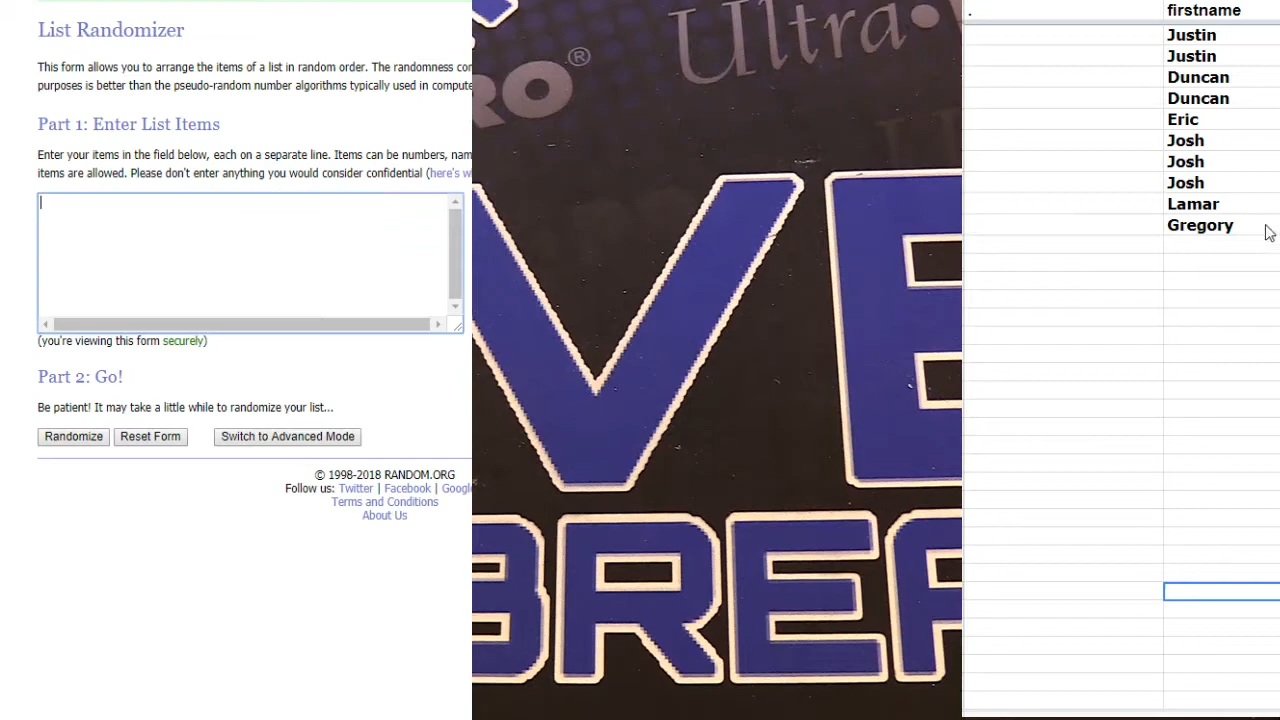 List Randomizer
This form allows you to arrange the items of a list in random order. The randomness
purposes is better than the pseudo-random number algorithms typically used in
Part 1: Enter List Items
Enter your items in the field below, each on a separate line. Items can be numbers,
items are allowed. Please don't enter anything you would consider confidential (here's
(you're viewing this form securely)
Part 2: Go!
Be patient! It may take a little while to randomize your list...
Randomize
Reset Form
Switch to Advanced Mode
© 1998-2018 RANDOM.ORG
Follow us: Twitter | Facebook |
Terms and Conditions
About Us
RO®
Ultra
VE
BREA
.
firstname
Justin
Justin
Duncan
Duncan
Eric
Josh
Josh
Josh
Lamar
Gregory